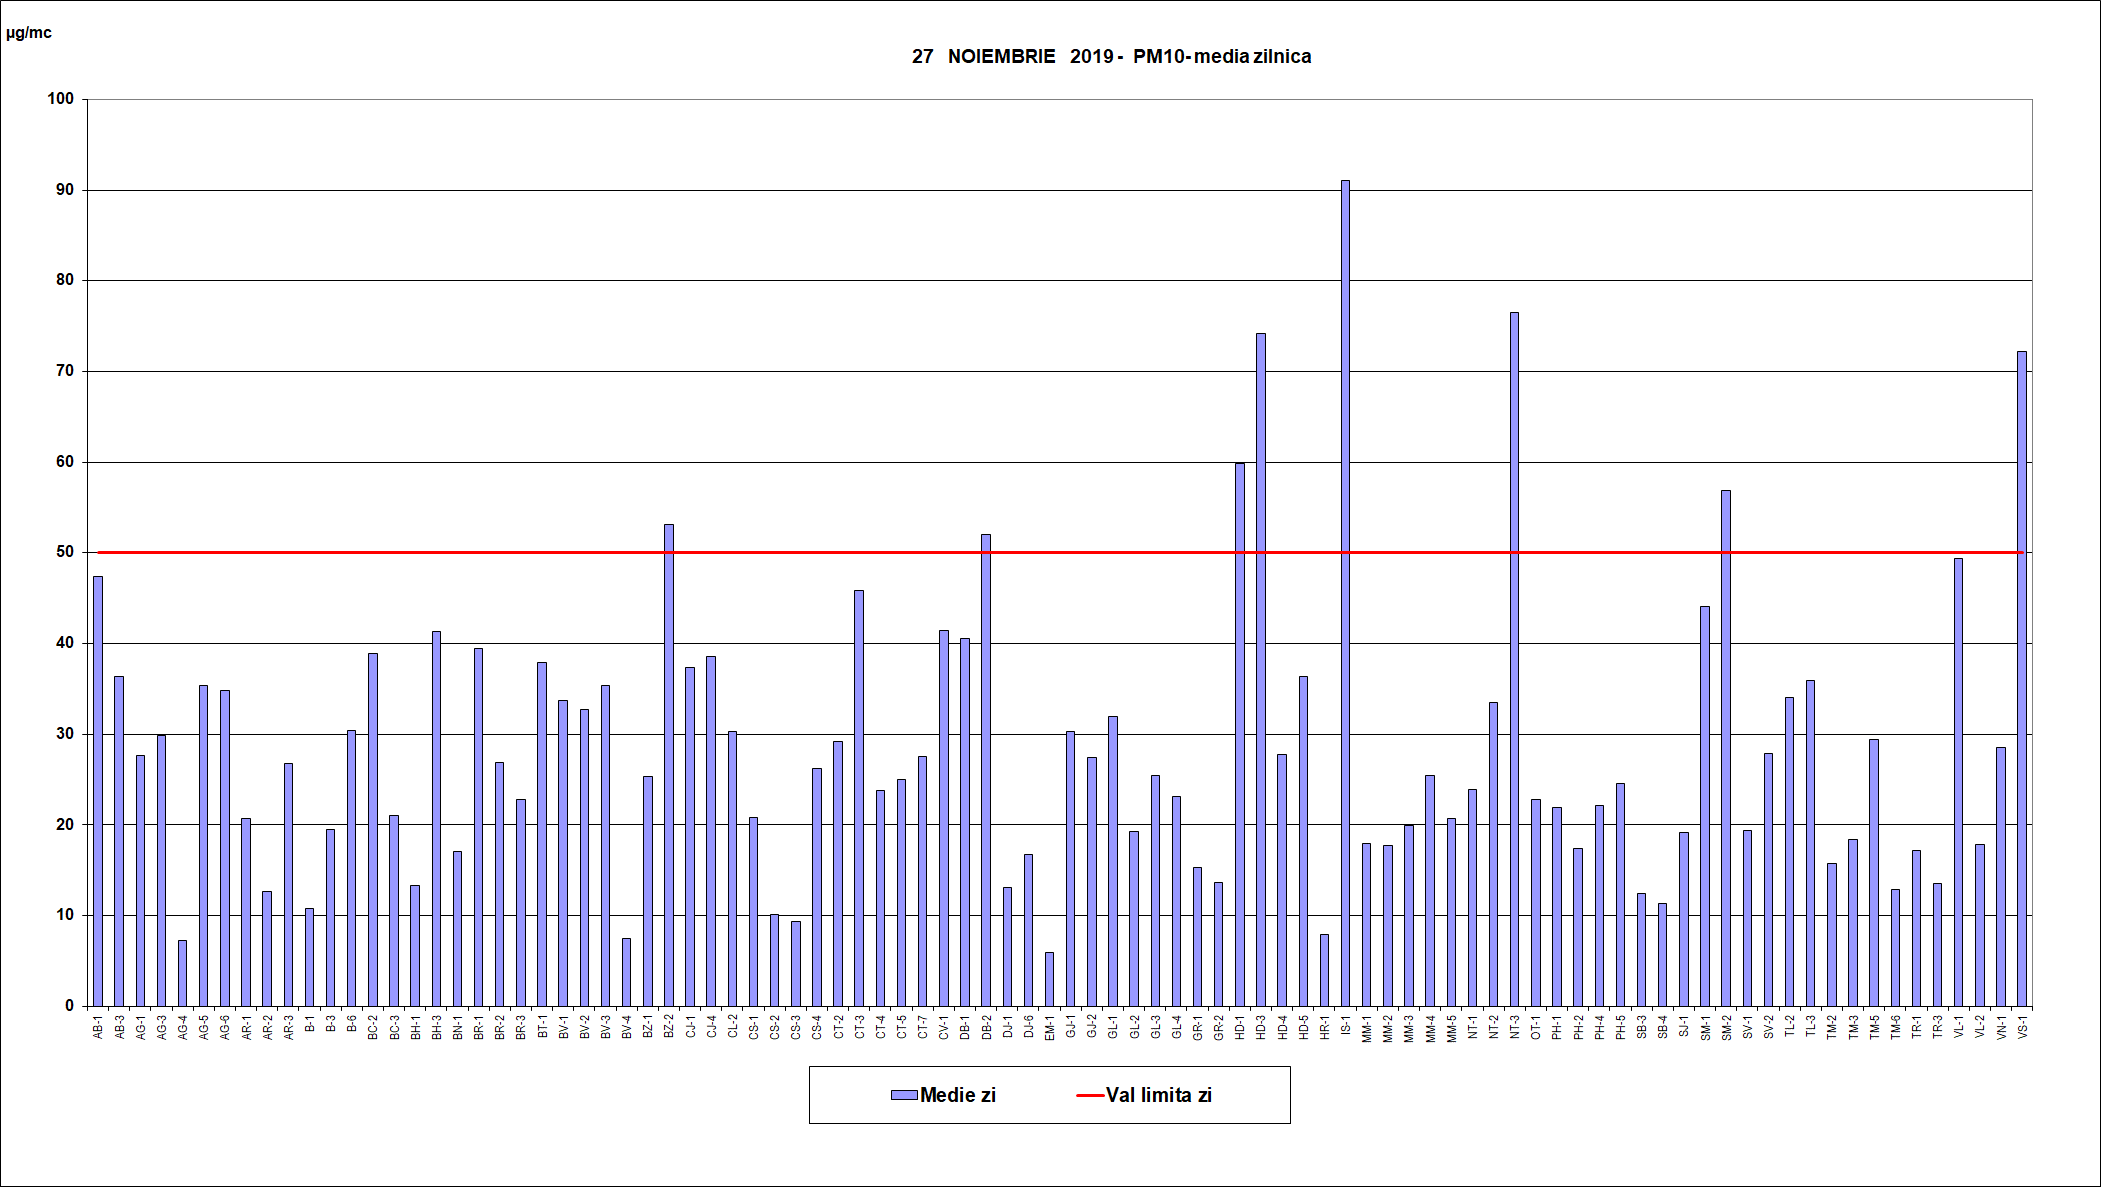 µg/mc
27 NOIEMBRIE 2019 - PM10- media zilnica
100
90
80
70
60
50
40
30
20
10
0
AB-1 AB-3 AG-1 AG-3 AG-4 AG-5 AG-6 AR-1 AR-2 AR-3 B-1 B-3 B-6 BC-2 BC-3 BH-1 BH-3 BN-1 BR-1 BR-2 BR-3 BT-1 BV-1 BV-2 BV-3 BV-4 BZ-1 BZ-2 CJ-1 CJ-4 CL-2 CS-1 CS-2 CS-3 CS-4 CT-2 CT-3 CT-4 CT-5 CT-7 CV-1 DB-1 DB-2 DJ-1 DJ-6 EM-1 GJ-1 GJ-2 GL-1 GL-2 GL-3 GL-4 GR-1 GR-2 HD-1 HD-3 HD-4 HD-5 HR-1 IS-1 MM-1 MM-2 MM-3 MM-4 MM-5 NT-1 NT-2 NT-3 OT-1 PH-1 PH-2 PH-4 PH-5 SB-3 SB-4 SJ-1 SM-1 SM-2 SV-1 SV-2 TL-2 TL-3 TM-2 TM-3 TM-5 TM-6 TR-1 TR-3 VL-1 VL-2 VN-1 VS-1
Medie zi Val limita zi